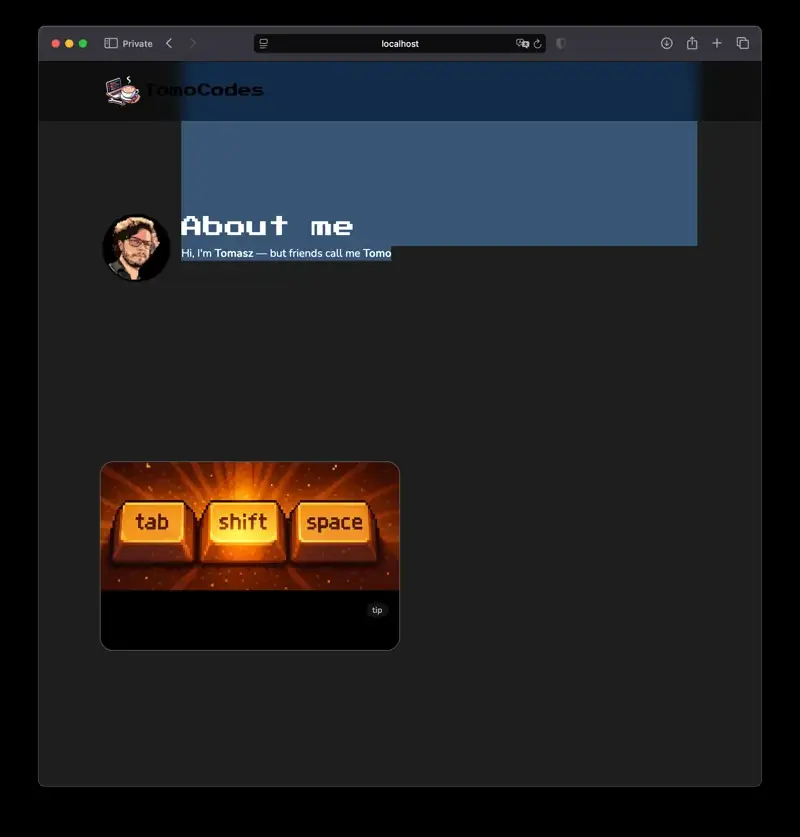 Private
localhost
TomoCodes
About me
Hi, I'm Tomasz — but friends call me Tomo
tab shift space
tip